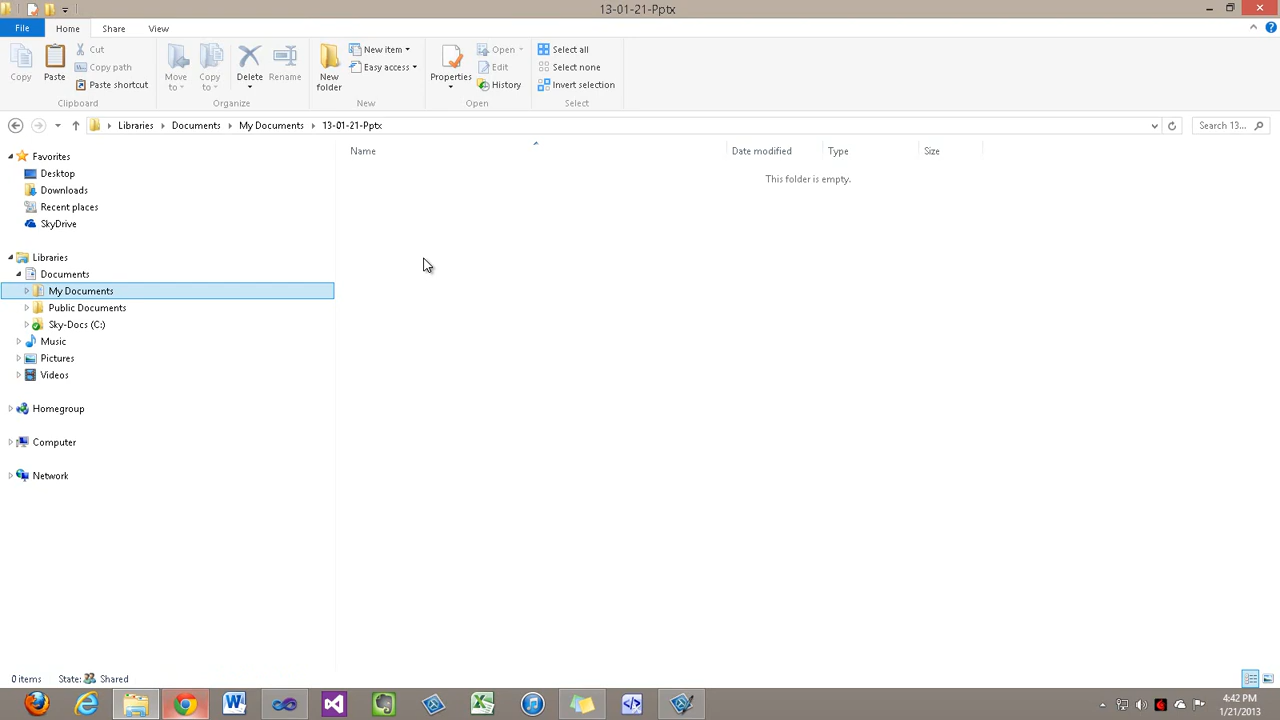 13-01-21-Pptx
File Home Share View
Copy Paste Cut Copy path Paste shortcut Move to Copy to Delete Rename New folder New item Easy access Properties Open Edit History Select all Select none Invert selection
Clipboard Organize New Open Select
Libraries Documents My Documents 13-01-21-Pptx Search 13...
Name Date modified Type Size
This folder is empty.
Favorites
Desktop
Downloads
Recent places
SkyDrive
Libraries
Documents
My Documents
Public Documents
Sky-Docs (C:)
Music
Pictures
Videos
Homegroup
Computer
Network
0 items State: Shared
4:42 PM
1/21/2013